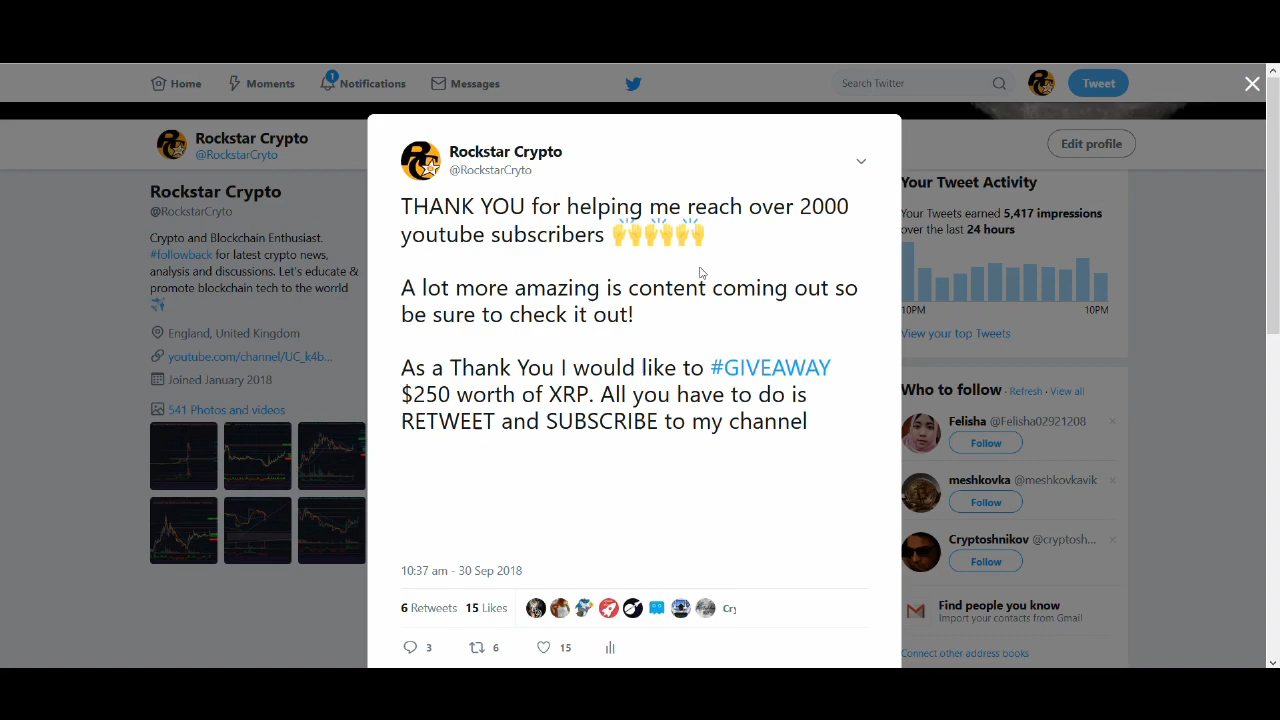 Home
Moments
1
Notifications
Messages
Search Twitter
Tweet
Rockstar Crypto
@RockstarCryto
Edit profile
Rockstar Crypto
@RockstarCryto
Crypto and Blockchain Enthusiast.
#followback for latest crypto news,
analysis and discussions. Let's educate &
promote blockchain tech to the worrld
England, United Kingdom
youtube.com/channel/UC_k4b...
Joined January 2018
541 Photos and videos
Rockstar Crypto
@RockstarCryto
THANK YOU for helping me reach over 2000
youtube subscribers
A lot more amazing is content coming out so
be sure to check it out!
As a Thank You I would like to #GIVEAWAY
$250 worth of XRP. All you have to do is
RETWEET and SUBSCRIBE to my channel
10:37 am - 30 Sep 2018
6 Retweets 15 Likes
3
6
15
Your Tweet Activity
Your Tweets earned 5,417 impressions
over the last 24 hours
10PM
10PM
View your top Tweets
Who to follow · Refresh · View all
Felisha @Felisha02921208
Follow
meshkovka @meshkovkavik
Follow
Cryptoshnikov @cryptosh...
Follow
Find people you know
Import your contacts from Gmail
Connect other address books